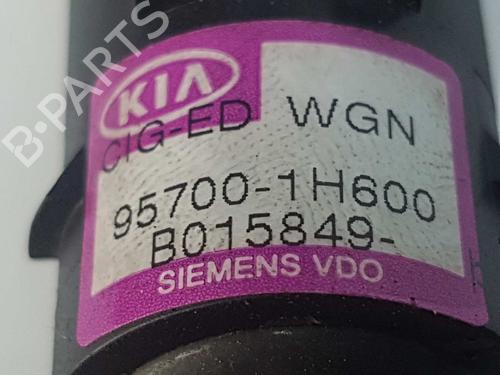 KIA
CIG-ED WGN
95700-1H600
B015849-
SIEMENS VDO
B-PARTS